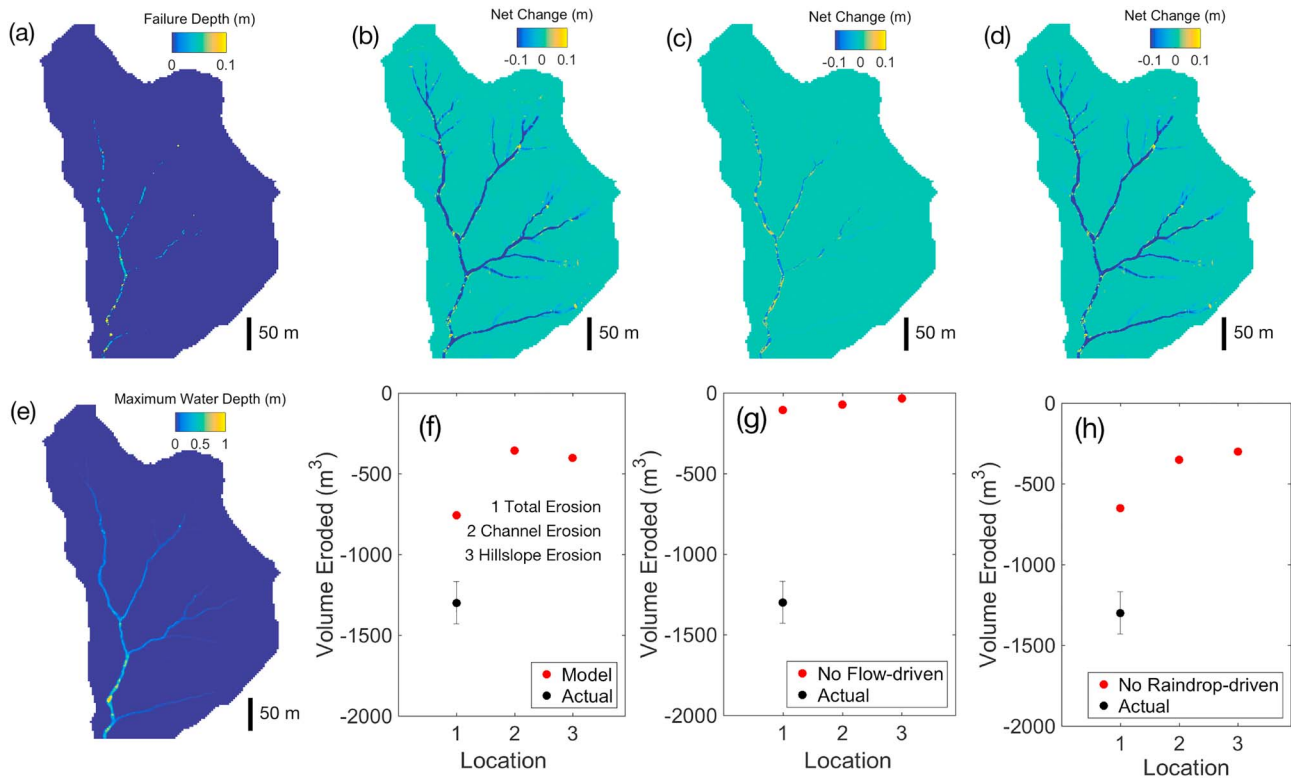 (a)
Failure Depth (m)
0 0.1
50 m
(b)
Net Change (m)
-0.1 0 0.1
50 m
(c)
Net Change (m)
-0.1 0 0.1
50 m
(d)
Net Change (m)
-0.1 0 0.1
50 m
(e)
Maximum Water Depth (m)
0 0.5 1
50 m
(f)
Volume Eroded (m³)
0
-500
-1000
-1500
-2000
1 Total Erosion
2 Channel Erosion
3 Hillslope Erosion
Model
Actual
1 2 3
Location
(g)
Volume Eroded (m³)
0
-500
-1000
-1500
-2000
No Flow-driven
Actual
1 2 3
Location
(h)
Volume Eroded (m³)
0
-500
-1000
-1500
-2000
No Raindrop-driven
Actual
1 2 3
Location